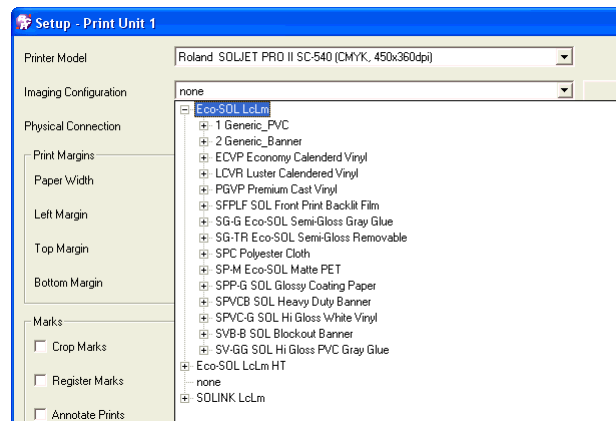 Setup - Print Unit 1
Printer Model
Roland SOLJET PRO II SC-540 (CMYK, 450x360dpi)
Imaging Configuration
none
Physical Connection
Eco-SOL LcLm
1 Generic_PVC
2 Generic_Banner
ECVP Economy Calenderd Vinyl
LCVR Luster Calendered Vinyl
PGVP Premium Cast Vinyl
SFPLF SOL Front Print Backlit Film
SG-G Eco-SOL Semi-Gloss Gray Glue
SG-TR Eco-SOL Semi-Gloss Removable
SPC Polyester Cloth
SP-M Eco-SOL Matte PET
SPP-G SOL Glossy Coating Paper
SPVCB SOL Heavy Duty Banner
SPVC-G SOL Hi Gloss White Vinyl
SVB-B SOL Blockout Banner
SV-GG SOL Hi Gloss PVC Gray Glue
Eco-SOL LcLm HT
none
SOLINK LcLm
Print Margins
Paper Width
Left Margin
Top Margin
Bottom Margin
Marks
Crop Marks
Register Marks
Annotate Prints